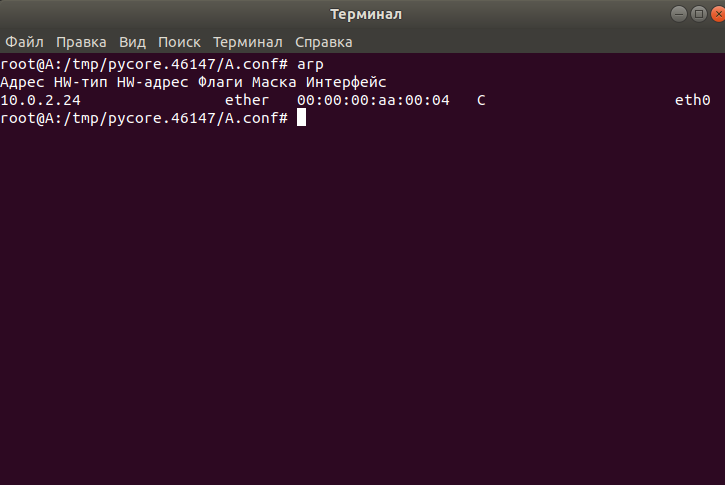 Терминал
Файл Правка Вид Поиск Терминал Справка
root@A:/tmp/pycore.46147/A.conf# arp
Адрес HW-тип HW-адрес Флаги Маска Интерфейс
10.0.2.24 ether 00:00:00:aa:00:04 C eth0
root@A:/tmp/pycore.46147/A.conf#